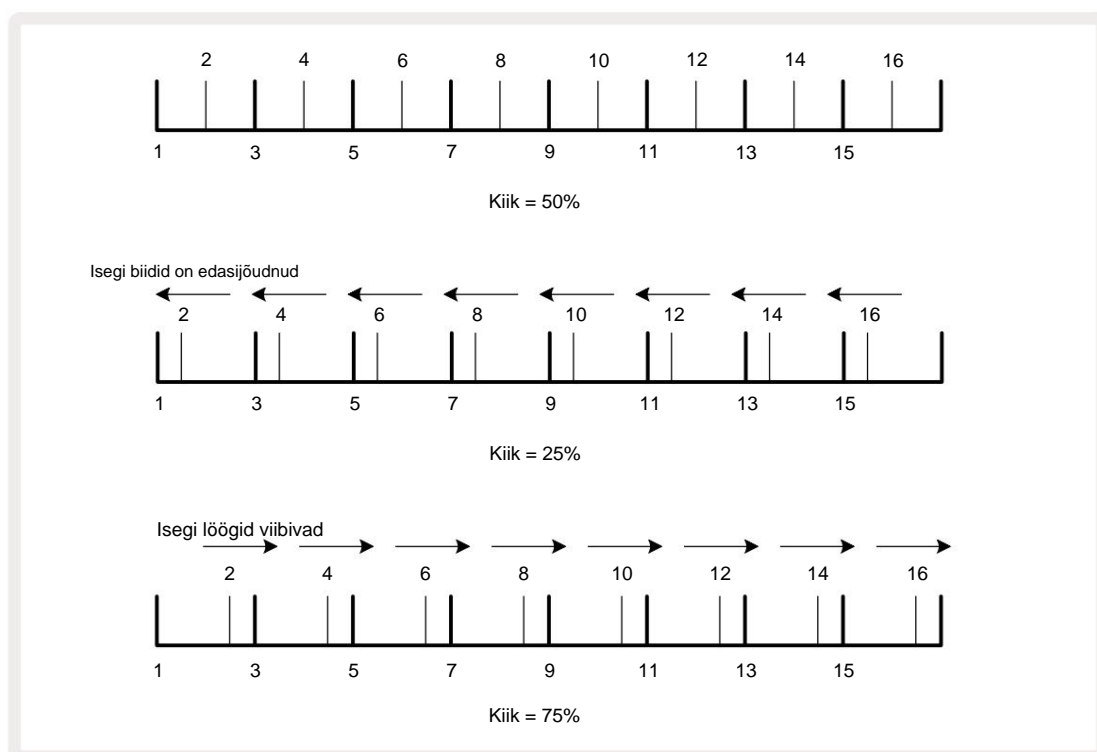 2 4 6 8 10 12 14 16
1 3 5 7 9 11 13 15
Kiik = 50%
Isegi biidid on edasijõudnud
2 4 6 8 10 12 14 16
1 3 5 7 9 11 13 15
Kiik = 25%
Isegi löögid viibivad
2 4 6 8 10 12 14 16
1 3 5 7 9 11 13 15
Kiik = 75%